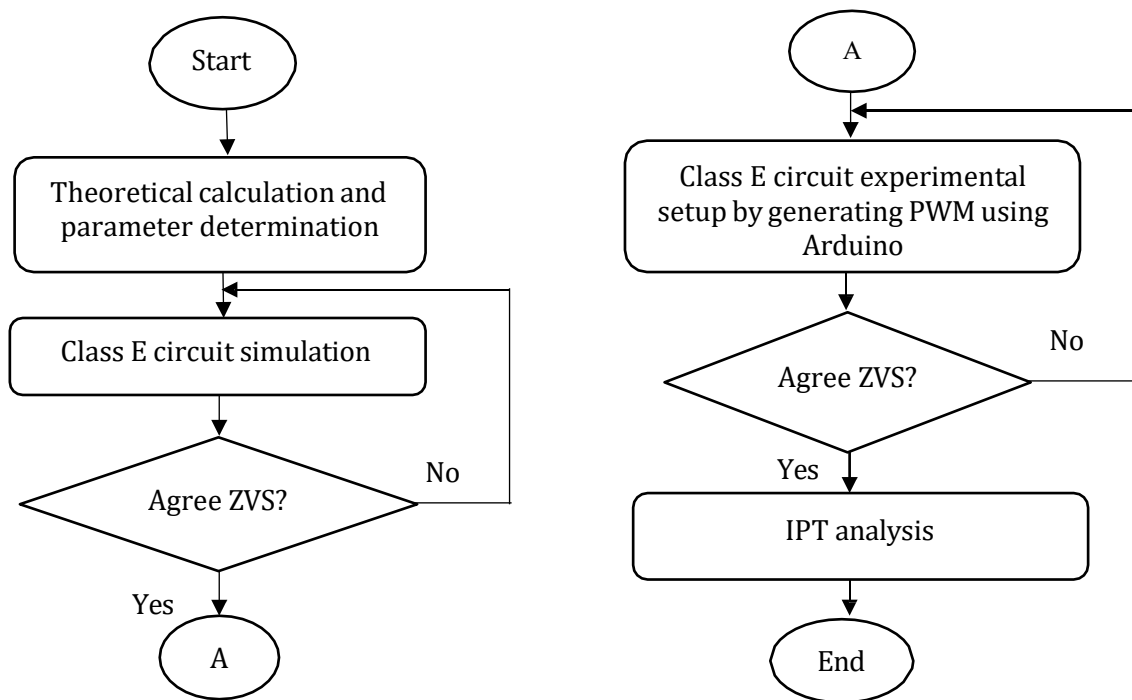 Start
Theoretical calculation and
parameter determination
Class E circuit simulation
Agree ZVS?
No
Yes
A
A
Class E circuit experimental
setup by generating PWM using
Arduino
Agree ZVS?
No
Yes
IPT analysis
End